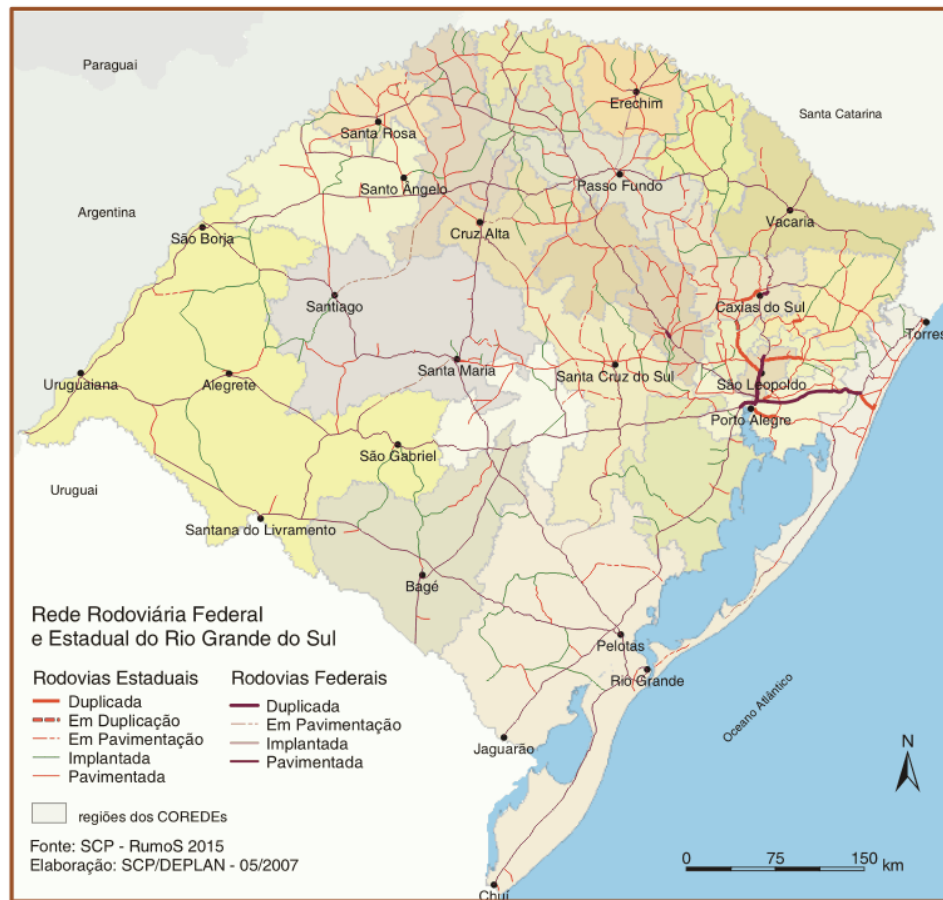 Paraguai
Santa Catarina
Erechim
Santa Rosa
Santo Ângelo
Passo Fundo
Argentina
São Borja
Cruz Alta
Vacaria
Santiago
Caxias do Sul
Torres
Uruguaiana
Alegrete
Santa Maria
Santa Cruz do Sul
São Leopoldo
Porto Alegre
São Gabriel
Uruguai
Santana do Livramento
Bagé
Pelotas
Rio Grande
Oceano Atlântico
Jaguarão
Chuí
Rede Rodoviária Federal
e Estadual do Rio Grande do Sul
Rodovias Estaduais
Duplicada
Em Duplicação
Em Pavimentação
Implantada
Pavimentada
Rodovias Federais
Duplicada
Em Pavimentação
Implantada
Pavimentada
regiões dos COREDEs
Fonte: SCP - RumoS 2015
Elaboração: SCP/DEPLAN - 05/2007
N
0 75 150 km